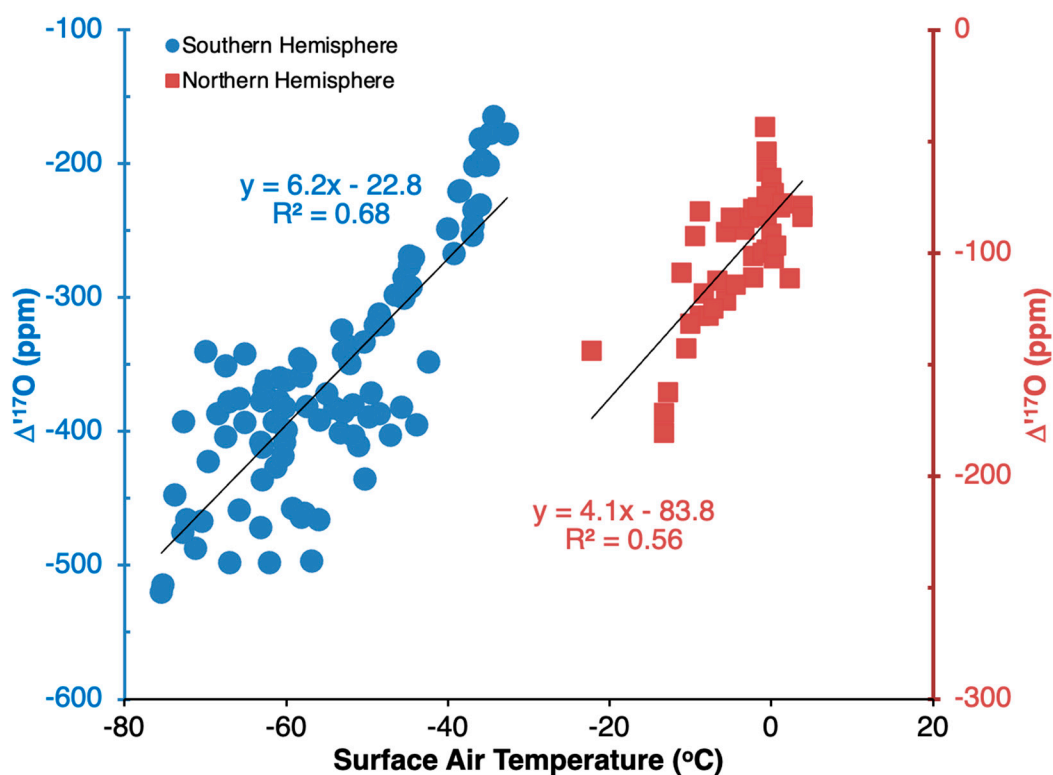 -100
-200
-300
-400
-500
-600
Δ'¹⁷O (ppm)
Southern Hemisphere
Northern Hemisphere
y = 6.2x - 22.8
R² = 0.68
y = 4.1x - 83.8
R² = 0.56
0
-100
-200
-300
Δ'¹⁷O (ppm)
-80 -60 -40 -20 0 20
Surface Air Temperature (ºC)